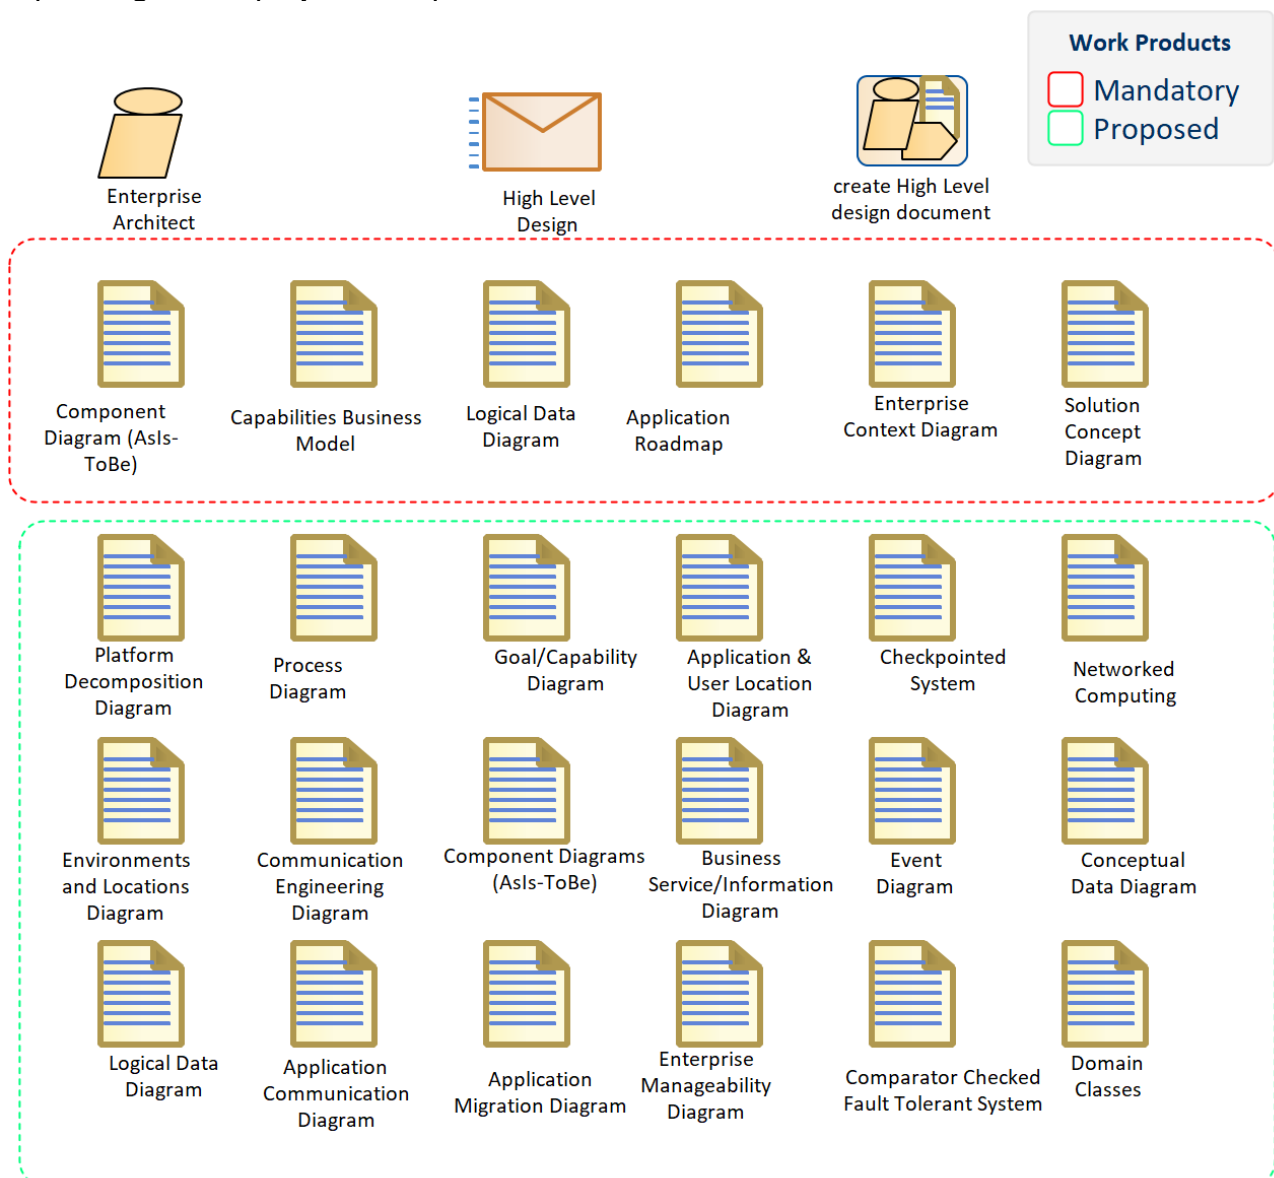 Work Products
Mandatory
Proposed
Enterprise
Architect
High Level
Design
create High Level
design document
Component
Diagram (AsIs-
ToBe)
Capabilities Business
Model
Logical Data
Diagram
Application
Roadmap
Enterprise
Context Diagram
Solution
Concept
Diagram
Platform
Decomposition
Diagram
Process
Diagram
Goal/Capability
Diagram
Application &
User Location
Diagram
Checkpointed
System
Networked
Computing
Environments
and Locations
Diagram
Communication
Engineering
Diagram
Component Diagrams
(AsIs-ToBe)
Business
Service/Information
Diagram
Event
Diagram
Conceptual
Data Diagram
Logical Data
Diagram
Application
Communication
Diagram
Application
Migration Diagram
Enterprise
Manageability
Diagram
Comparator Checked
Fault Tolerant System
Domain
Classes